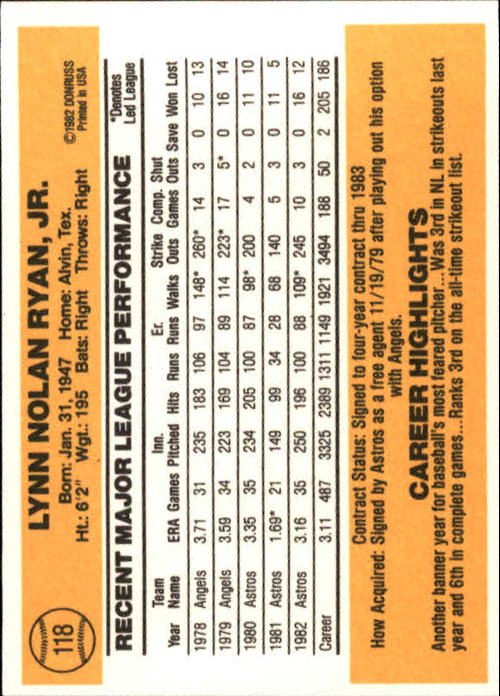 118
LYNN NOLAN RYAN, JR.
Born: Jan. 31, 1947 Home: Alvin, Tex.
Ht.: 6'2" Wgt.: 195 Bats: Right Throws: Right
©1982 DONRUSS
Printed in USA
RECENT MAJOR LEAGUE PERFORMANCE
*Denotes
Led League
Team Inn. Er. Strike Comp. Shut
Year Name ERA Games Pitched Hits Runs Runs Walks Outs Games Outs Save Won Lost
1978 Angels 3.71 31 235 183 106 97 148* 260* 14 3 0 10 13
1979 Angels 3.59 34 223 169 104 89 114 223* 17 5* 0 16 14
1980 Astros 3.35 35 234 205 100 87 98* 200 4 2 0 11 10
1981 Astros 1.69* 21 149 99 34 28 68 140 5 3 0 11 5
1982 Astros 3.16 35 250 196 100 88 109* 245 10 3 0 16 12
Career 3.11 487 3325 2389 1311 1149 1921 3494 188 50 2 205 186
Contract Status: Signed to four-year contract thru 1983
How Acquired: Signed by Astros as a free agent 11/19/79 after playing out his option
with Angels.
CAREER HIGHLIGHTS
Another banner year for baseball's most feared pitcher...Was 3rd in NL in strikeouts last
year and 6th in complete games...Ranks 3rd on the all-time strikeout list.